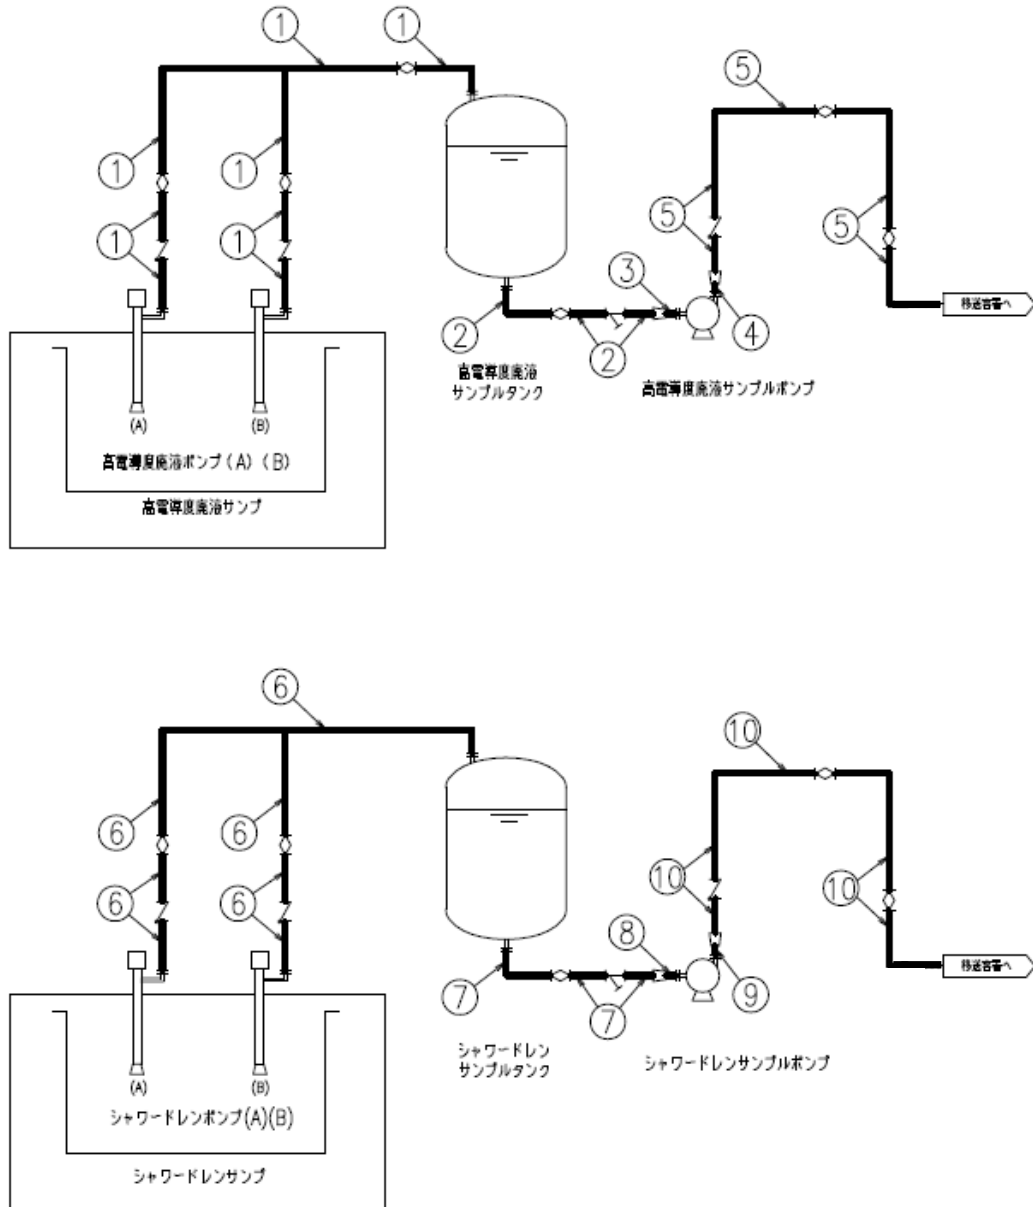 ① ①
⑤
① ①
① ①
⑤ ⑤
③
② ② ④
移送容器へ
高電導度廃液
サンプルタンク
高電導度廃液サンプルポンプ
(A) (B)
高電導度廃液ポンプ(A) (B)
高電導度廃液サンプ
⑥
⑩
⑥ ⑥
⑥ ⑥
⑩ ⑩
⑧
⑦ ⑦ ⑨
移送容器へ
シャワードレン
サンプルタンク
シャワードレンサンプルポンプ
(A) (B)
シャワードレンポンプ(A)(B)
シャワードレンサンプ